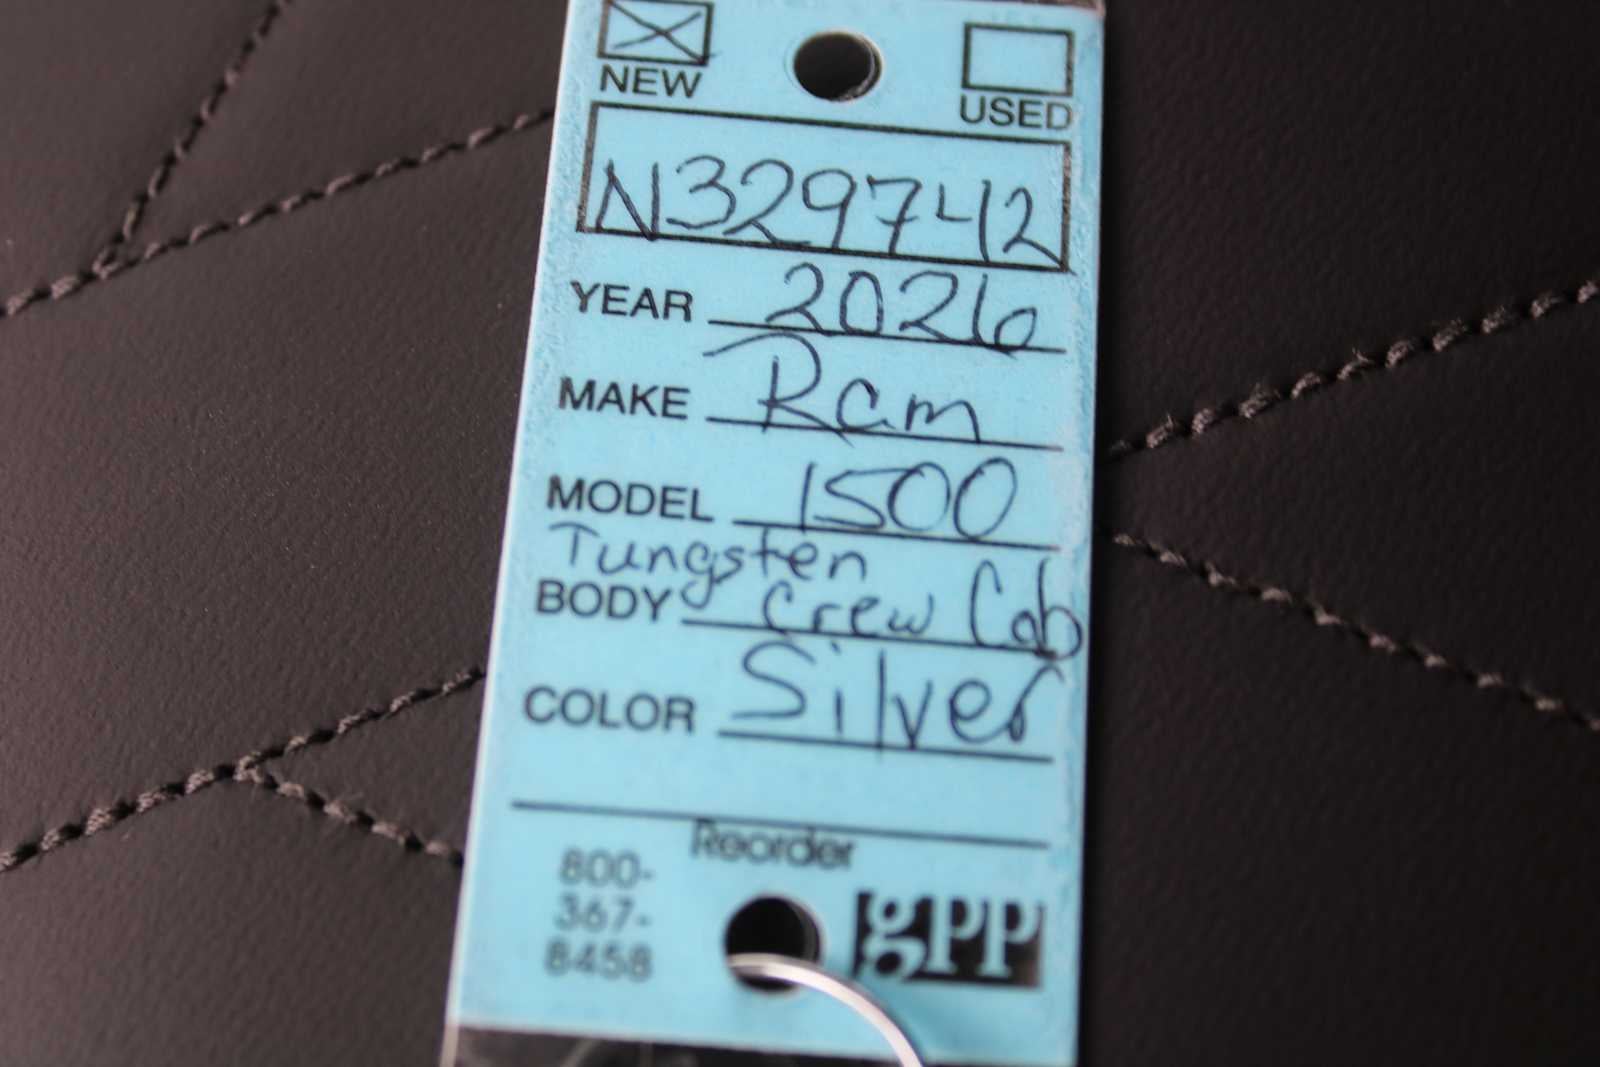 NEW USED
N329742
YEAR 2026
MAKE Ram
MODEL 1500
Tungsten
BODY Crew Cab
COLOR Silver
Reorder
800-
367-
8458
gpp